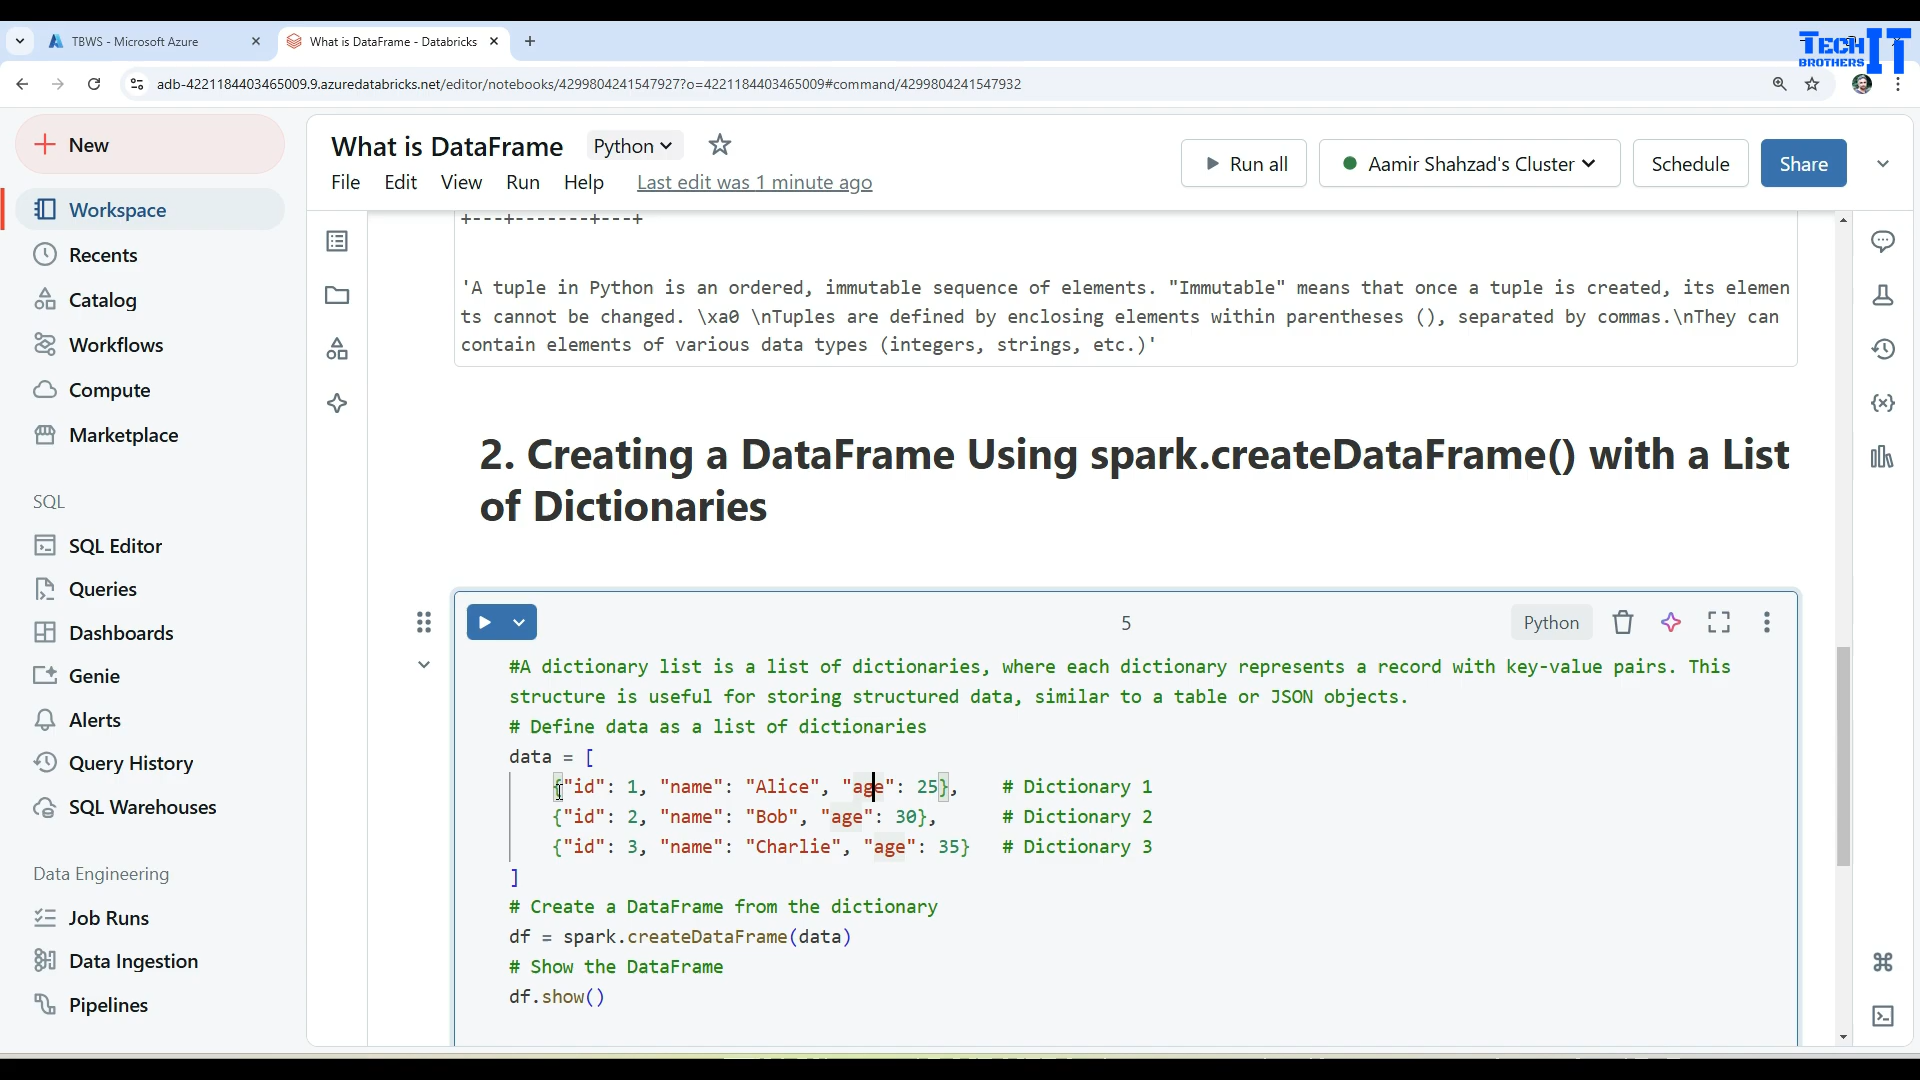 TBWS - Microsoft Azure
What is DataFrame - Databricks
TECH IT
BROTHERS
adb-4221184403465009.9.azuredatabricks.net/editor/notebooks/4299804241547927?o=4221184403465009#command/4299804241547932
New
Workspace
Recents
Catalog
Workflows
Compute
Marketplace
SQL
SQL Editor
Queries
Dashboards
Genie
Alerts
Query History
SQL Warehouses
Data Engineering
Job Runs
Data Ingestion
Pipelines
What is DataFrame Python
File Edit View Run Help Last edit was 1 minute ago
Run all Aamir Shahzad's Cluster Schedule Share
+---+-------+---+
'A tuple in Python is an ordered, immutable sequence of elements. "Immutable" means that once a tuple is created, its elemen
ts cannot be changed. \xa0 \nTuples are defined by enclosing elements within parentheses (), separated by commas.\nThey can
contain elements of various data types (integers, strings, etc.)'
2. Creating a DataFrame Using spark.createDataFrame() with a List
of Dictionaries
5
Python
#A dictionary list is a list of dictionaries, where each dictionary represents a record with key-value pairs. This
structure is useful for storing structured data, similar to a table or JSON objects.
# Define data as a list of dictionaries
data = [
{"id": 1, "name": "Alice", "age": 25}, # Dictionary 1
{"id": 2, "name": "Bob", "age": 30}, # Dictionary 2
{"id": 3, "name": "Charlie", "age": 35} # Dictionary 3
]
# Create a DataFrame from the dictionary
df = spark.createDataFrame(data)
# Show the DataFrame
df.show()